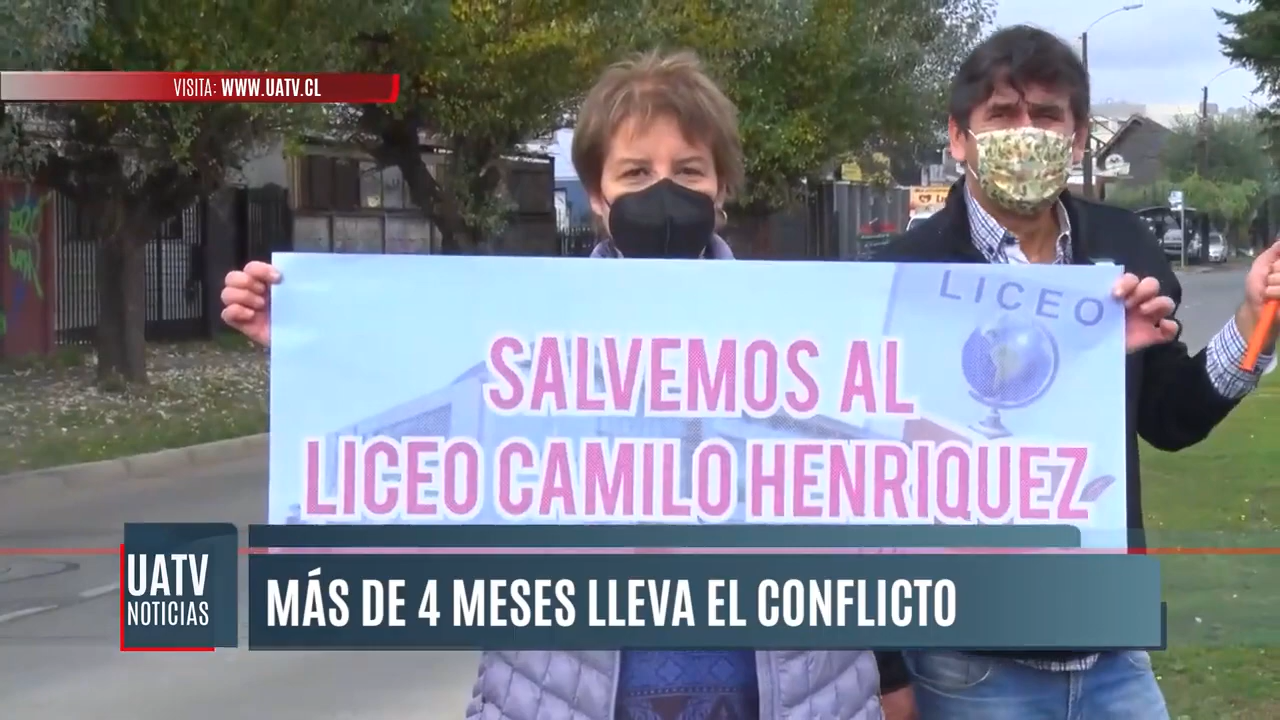 VISITA: WWW.UATV.CL
LICEO
SALVEMOS AL
LICEO CAMILO HENRIQUEZ
UATV
NOTICIAS
MÁS DE 4 MESES LLEVA EL CONFLICTO